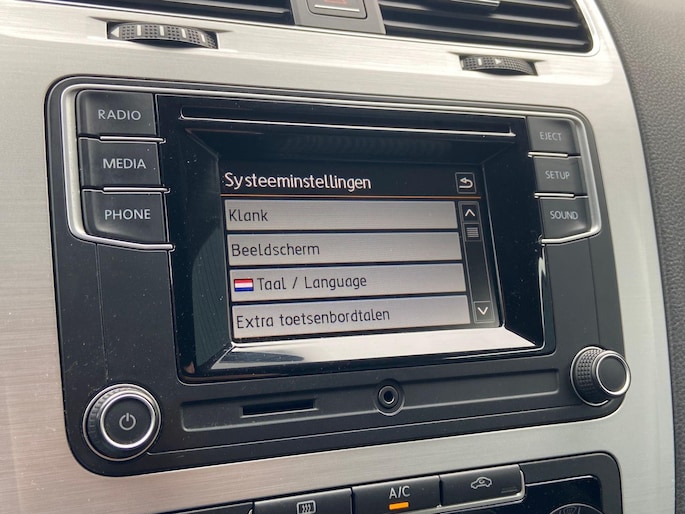 RADIO
MEDIA
PHONE
Systeeminstellingen
Klank
Beeldscherm
Taal / Language
Extra toetsenbordtalen
EJECT
SETUP
SOUND
A/C